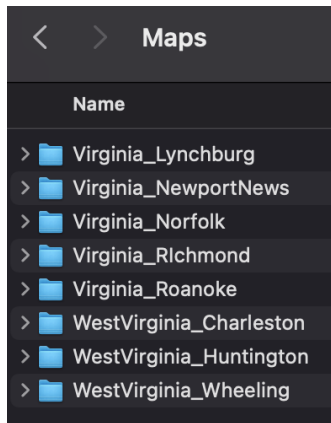 Maps
Name
Virginia_Lynchburg
Virginia_NewportNews
Virginia_Norfolk
Virginia_RIchmond
Virginia_Roanoke
WestVirginia_Charleston
WestVirginia_Huntington
WestVirginia_Wheeling